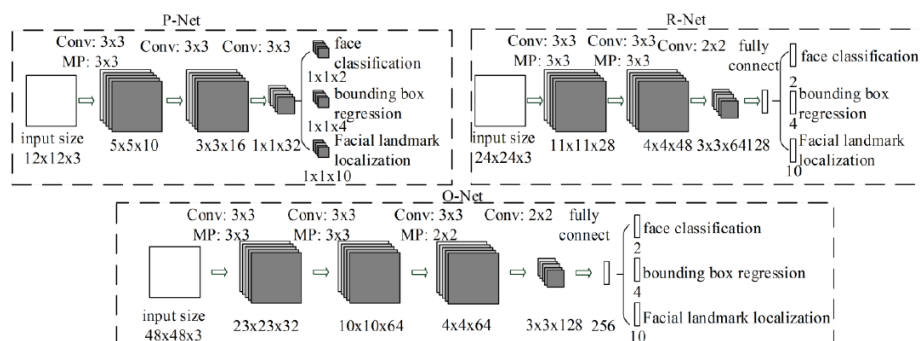 P-Net
Conv: 3x3 Conv: 3x3 Conv: 3x3
MP: 3x3
face
classification
1x1x2
bounding box
regression
1x1x4
Facial landmark
localization
1x1x10
input size
12x12x3
5x5x10 3x3x16 1x1x32
R-Net
Conv: 3x3 Conv: 3x3 Conv: 2x2 fully
MP: 3x3 MP: 3x3 connect
face classification
2
bounding box
regression
4
Facial landmark
localization
10
input size
24x24x3
11x11x28 4x4x48 3x3x64 128
O-Net
Conv: 3x3 Conv: 3x3 Conv: 3x3 Conv: 2x2 fully
MP: 3x3 MP: 3x3 MP: 2x2 connect
face classification
2
bounding box regression
4
Facial landmark localization
10
input size
48x48x3
23x23x32 10x10x64 4x4x64 3x3x128 256